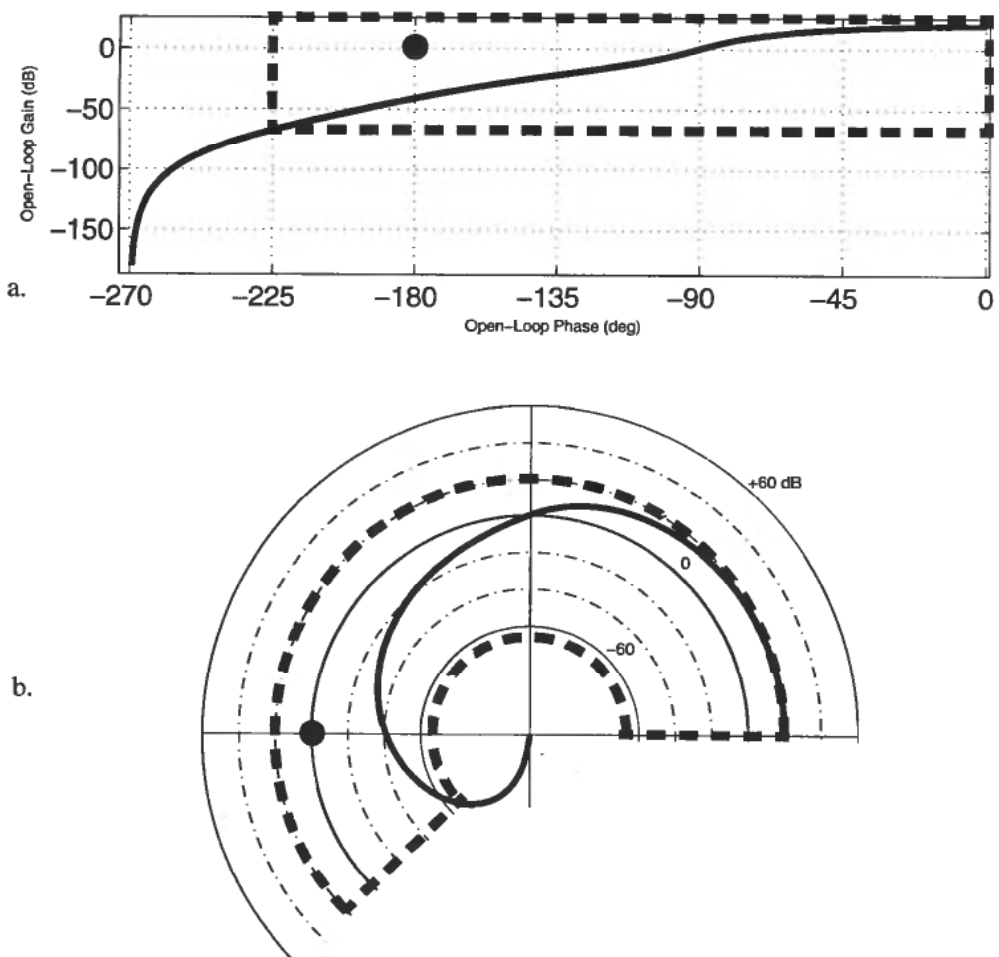 Open-Loop Gain (dB)
0
-50
-100
-150
a.
-270 -225 -180 -135 -90 -45 0
Open-Loop Phase (deg)
+60 dB
0
-60
b.